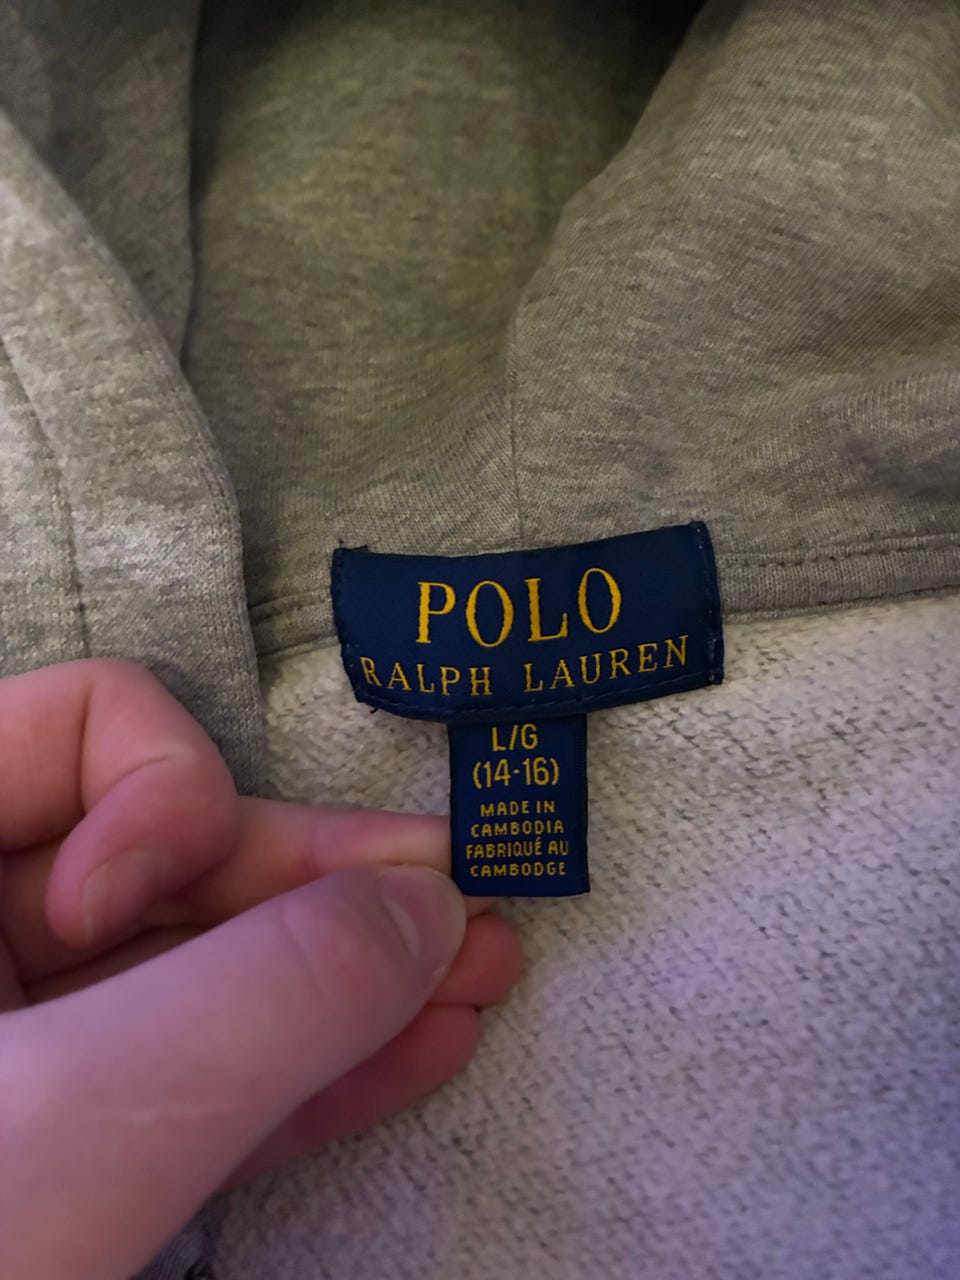 POLO
RALPH LAUREN
L/G
(14-16)
MADE IN
CAMBODIA
FABRIQUÉ AU
CAMBODGE